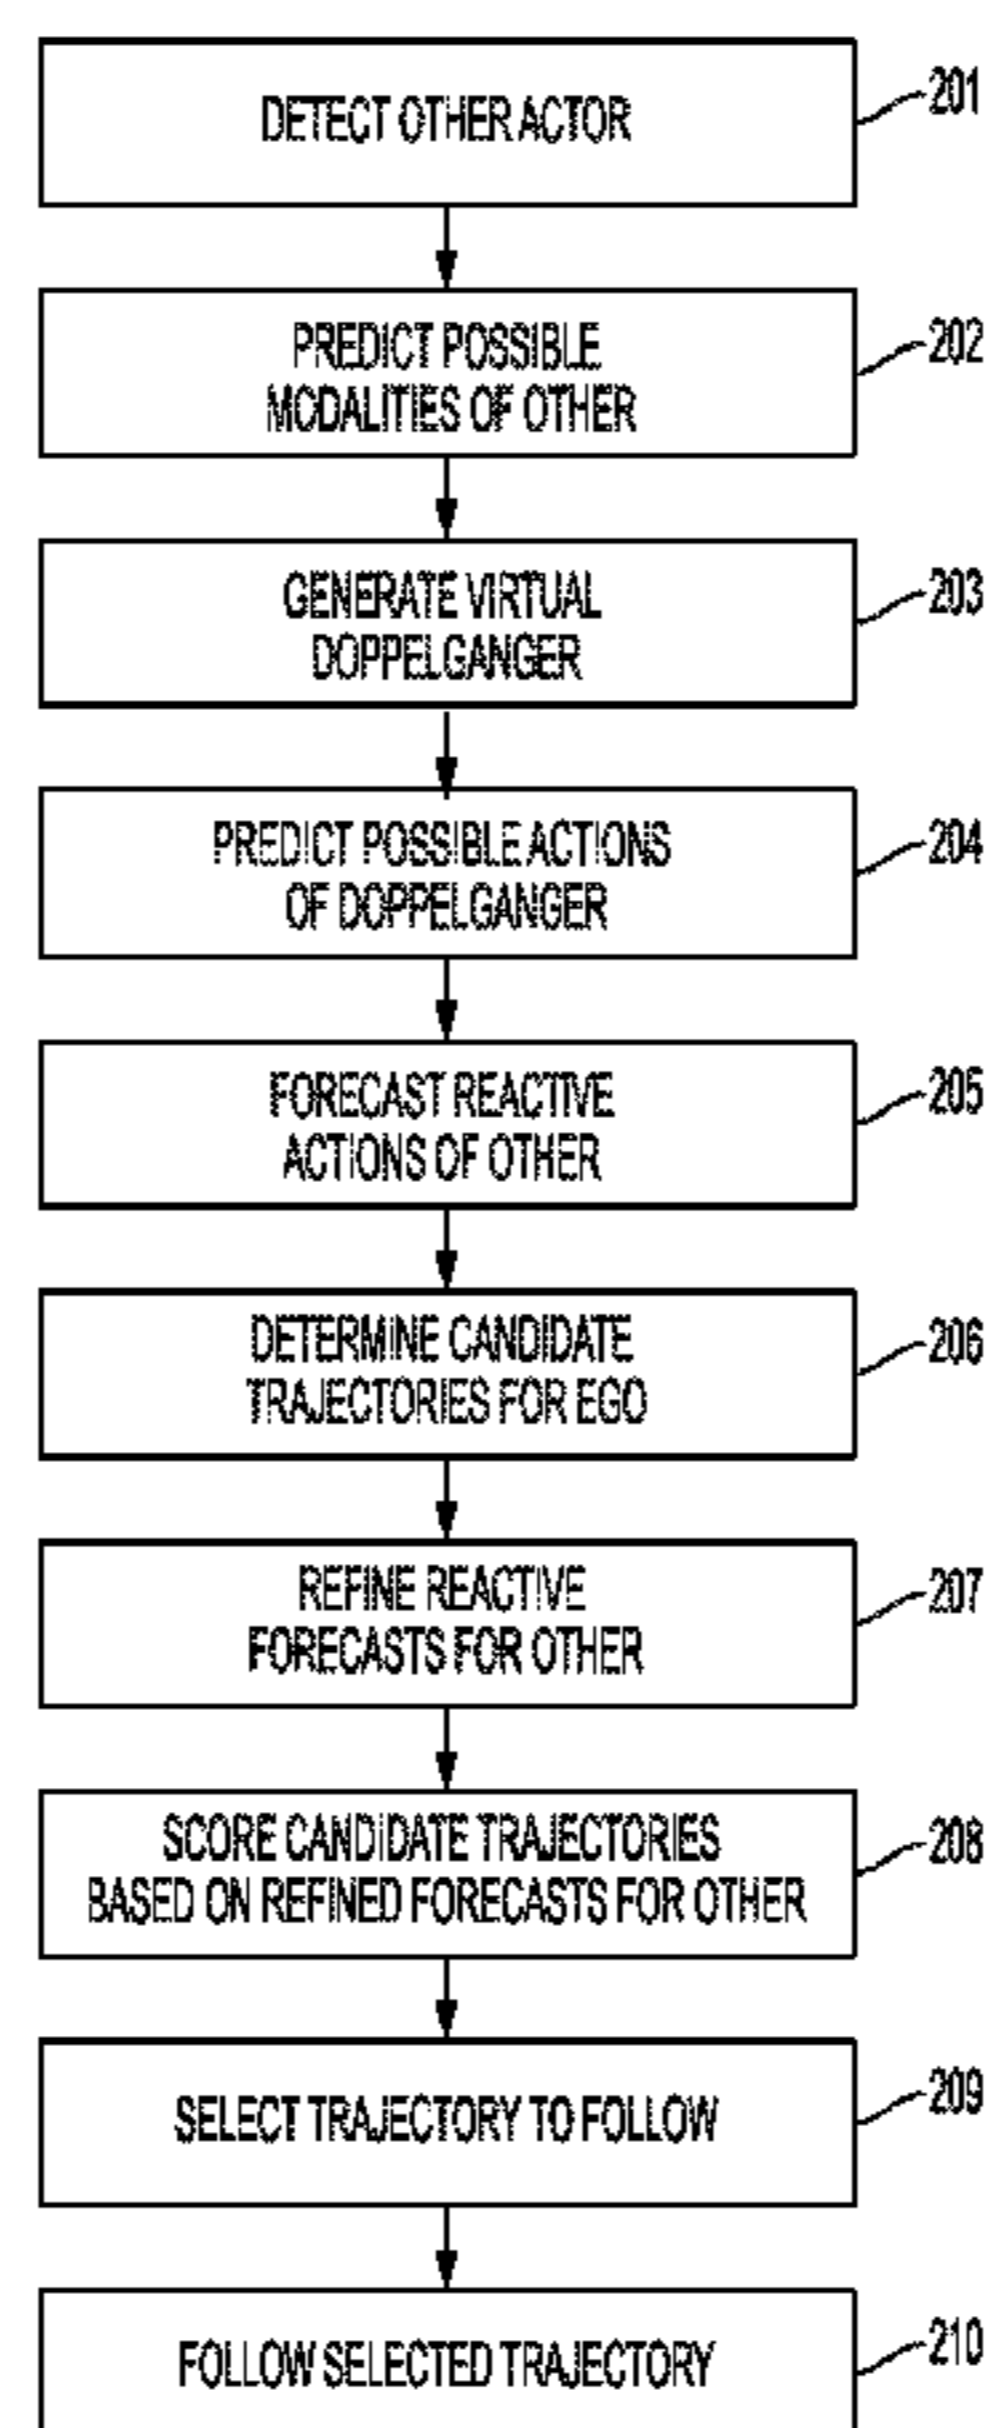 DETECT OTHER ACTOR
201
PREDICT POSSIBLE
MODALITIES OF OTHER
202
GENERATE VIRTUAL
DOPPELGANGER
203
PREDICT POSSIBLE ACTIONS
OF DOPPELGANGER
204
FORECAST REACTIVE
ACTIONS OF OTHER
205
DETERMINE CANDIDATE
TRAJECTORIES FOR EGO
206
REFINE REACTIVE
FORECASTS FOR OTHER
207
SCORE CANDIDATE TRAJECTORIES
BASED ON REFINED FORECASTS FOR OTHER
208
SELECT TRAJECTORY TO FOLLOW
209
FOLLOW SELECTED TRAJECTORY
210